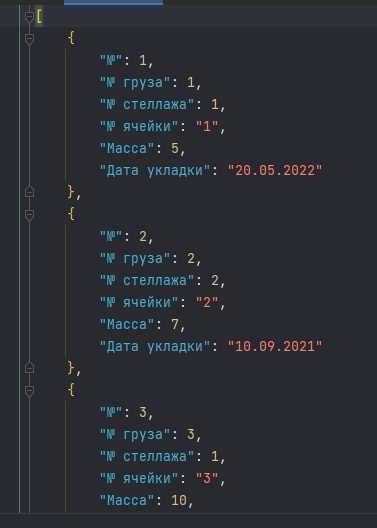 [
{
"№": 1,
"№ груза": 1,
"№ стеллажа": 1,
"№ ячейки": "1",
"Масса": 5,
"Дата укладки": "20.05.2022"
},
{
"№": 2,
"№ груза": 2,
"№ стеллажа": 2,
"№ ячейки": "2",
"Масса": 7,
"Дата укладки": "10.09.2021"
},
{
"№": 3,
"№ груза": 3,
"№ стеллажа": 1,
"№ ячейки": "3",
"Масса": 10,